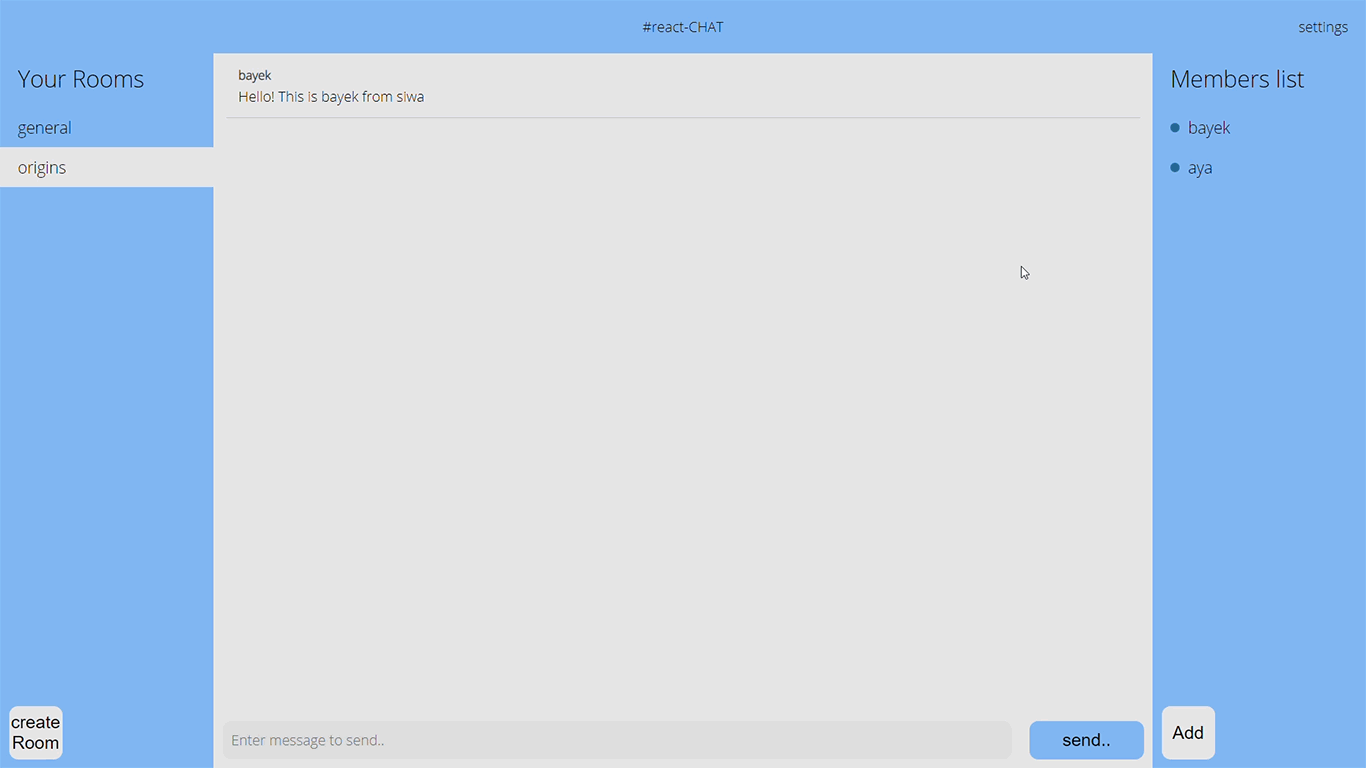 #react-CHAT
settings
Your Rooms
general
origins
bayek
Hello! This is bayek from siwa
Members list
bayek
aya
create
Room
Enter message to send..
send..
Add